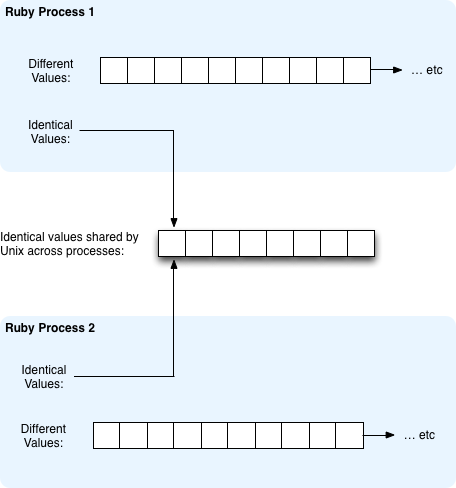 Ruby Process 1
Different
Values:
... etc
Identical
Values:
Identical values shared by
Unix across processes:
Ruby Process 2
Identical
Values:
Different
Values:
... etc